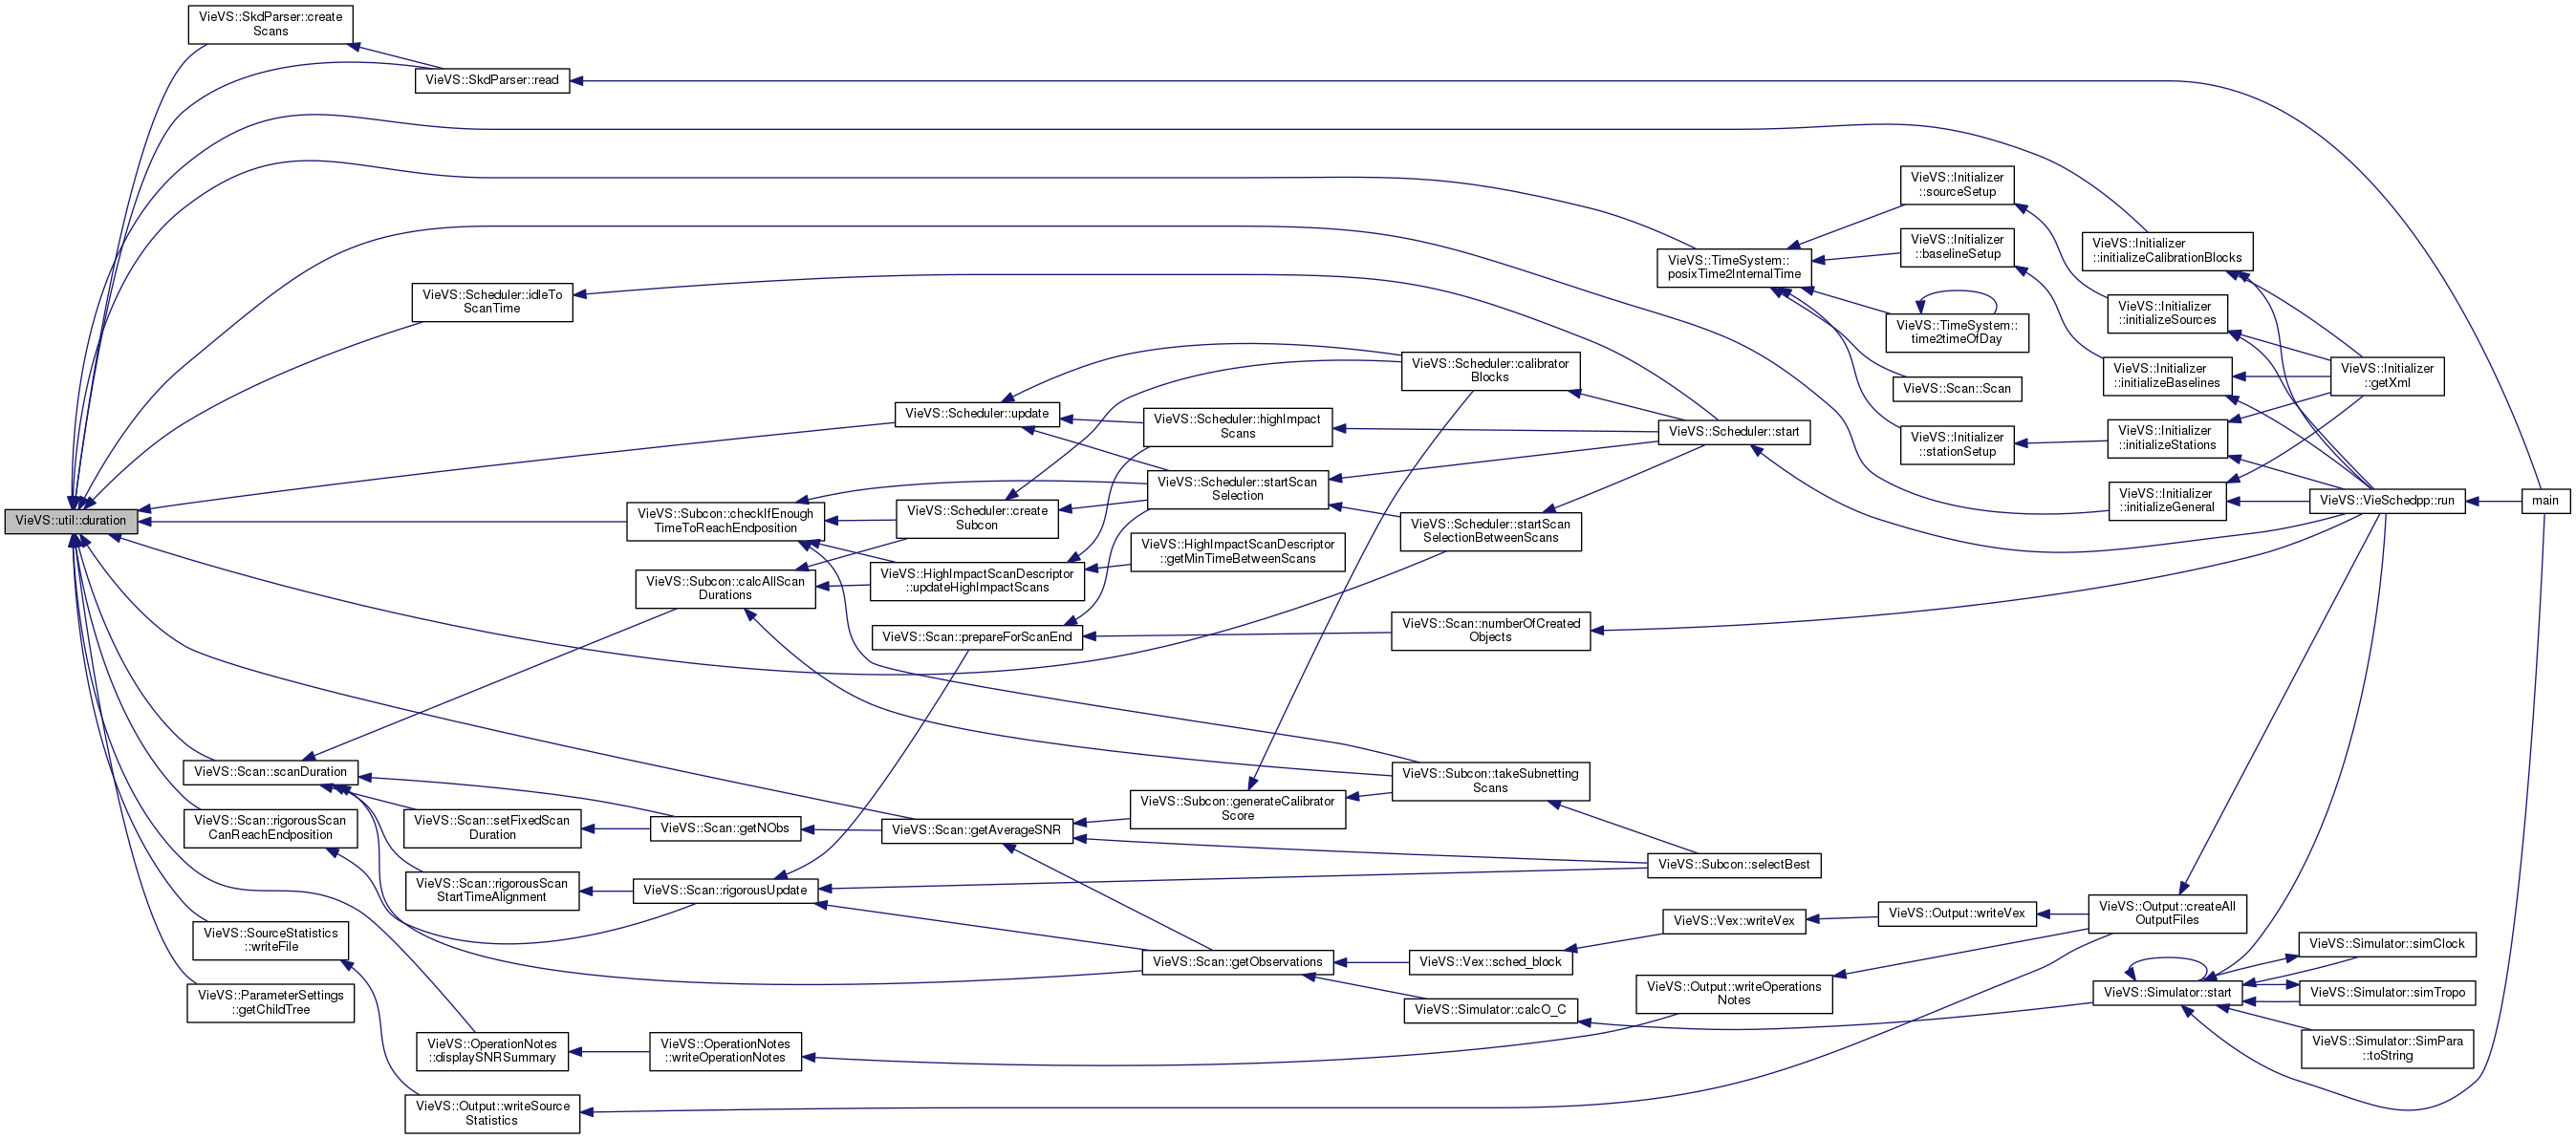 VieVS::SkdParser::create
Scans
VieVS::SkdParser::read
VieVS::Initializer
::sourceSetup
VieVS::Initializer
::baselineSetup
VieVS::Initializer
::initializeCalibrationBlocks
VieVS::TimeSystem::
posixTime2InternalTime
VieVS::Scheduler::idleTo
ScanTime
VieVS::Initializer
::initializeSources
VieVS::TimeSystem::
time2timeOfDay
VieVS::Scheduler::calibrator
Blocks
VieVS::Initializer
::initializeBaselines
VieVS::Initializer
::getXml
VieVS::Scan::Scan
VieVS::Scheduler::update
VieVS::Scheduler::highImpact
Scans
VieVS::Scheduler::start
VieVS::Initializer
::initializeStations
VieVS::Initializer
::stationSetup
VieVS::Scheduler::startScan
Selection
VieVS::Initializer
::initializeGeneral
VieVS::VieSchedpp::run
main
VieVS::util::duration
VieVS::Subcon::checkIfEnough
TimeToReachEndposition
VieVS::Scheduler::create
Subcon
VieVS::Scheduler::startScan
SelectionBetweenScans
VieVS::HighImpactScanDescriptor
::getMinTimeBetweenScans
VieVS::HighImpactScanDescriptor
::updateHighImpactScans
VieVS::Subcon::calcAllScan
Durations
VieVS::Scan::prepareForScanEnd
VieVS::Scan::numberOfCreated
Objects
VieVS::Scan::scanDuration
VieVS::Subcon::takeSubnetting
Scans
VieVS::Subcon::generateCalibrator
Score
VieVS::Scan::rigorousScan
CanReachEndposition
VieVS::Scan::setFixedScan
Duration
VieVS::Scan::getNObs
VieVS::Scan::getAverageSNR
VieVS::Subcon::selectBest
VieVS::Scan::rigorousScan
StartTimeAlignment
VieVS::Scan::rigorousUpdate
VieVS::Vex::writeVex
VieVS::Output::writeVex
VieVS::Output::createAll
OutputFiles
VieVS::SourceStatistics
::writeFile
VieVS::Scan::getObservations
VieVS::Vex::sched_block
VieVS::Simulator::simClock
VieVS::ParameterSettings
::getChildTree
VieVS::Output::writeOperations
Notes
VieVS::Simulator::start
VieVS::Simulator::simTropo
VieVS::Simulator::calcO_C
VieVS::OperationNotes
::displaySNRSummary
VieVS::OperationNotes
::writeOperationNotes
VieVS::Simulator::SimPara
::toString
VieVS::Output::writeSource
Statistics